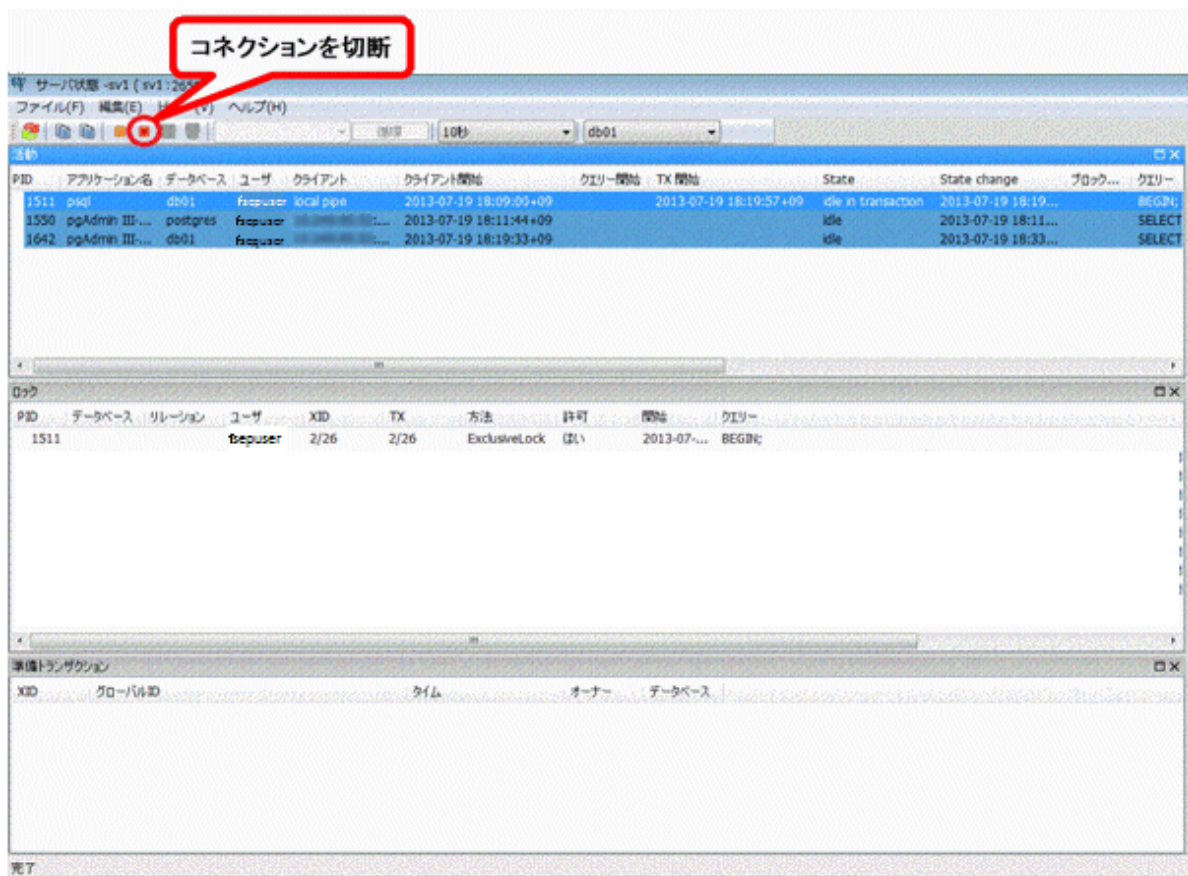 コネクションを切断
サーバ状態 -sv1 ( sv1:265
ファイル(F) 編集(E) (V) ヘルプ(H)
10秒 db01
活動
PID アプリケーション名 データベース ユーザ クライアント クライアント開始 クエリー開始 TX 開始 State State change ブロック... クエリー
1511 psql db01 fsepuser local pipe 2013-07-19 18:09:00+09 2013-07-19 18:19:57+09 idle in transaction 2013-07-19 18:19... BEGIN;
1550 pgAdmin III-... postgres fsepuser :... 2013-07-19 18:11:44+09 idle 2013-07-19 18:11... SELECT
1642 pgAdmin III-... db01 fsepuser :... 2013-07-19 18:19:33+09 idle 2013-07-19 18:33... SELECT
ロック
PID データベース リレーション ユーザ XID TX 方法 許可 開始 クエリー
1511 fsepuser 2/26 2/26 ExclusiveLock はい 2013-07-... BEGIN;
準備トランザクション
XID グローバルID タイム オーナー データベース
完了